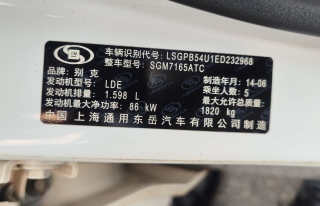 车辆识别代号: LSGPB54U1ED232968
整车型号: SGM7165ATC
品牌: 别克 制造年月: 14-06
发动机型号: LDE 乘坐人数: 5
发动机排量: 1.598 L 最大允许总质量:
发动机最大净功率: 86 kW 1820 kg
中国 上海通用东岳汽车有限公司制造